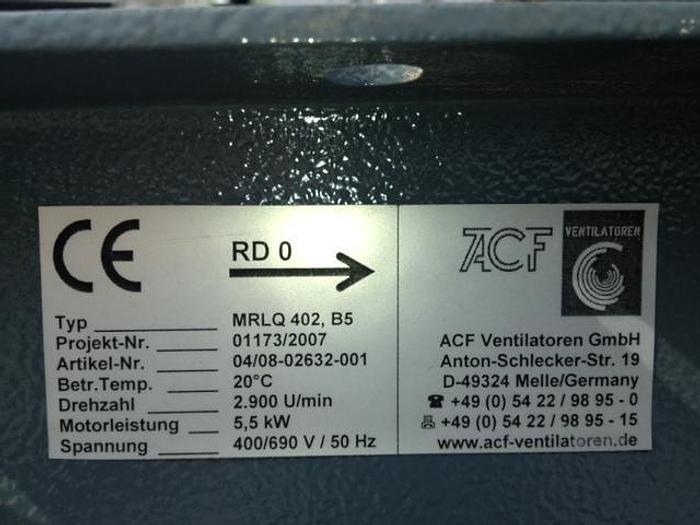 CE
RD 0
Typ MRLQ 402, B5
Projekt-Nr. 01173/2007
Artikel-Nr. 04/08-02632-001
Betr.Temp. 20°C
Drehzahl 2.900 U/min
Motorleistung 5,5 kW
Spannung 400/690 V / 50 Hz
ACF
VENTILATOREN
ACF Ventilatoren GmbH
Anton-Schlecker-Str. 19
D-49324 Melle/Germany
☎ +49 (0) 54 22 / 98 95 - 0
+49 (0) 54 22 / 98 95 - 15
www.acf-ventilatoren.de